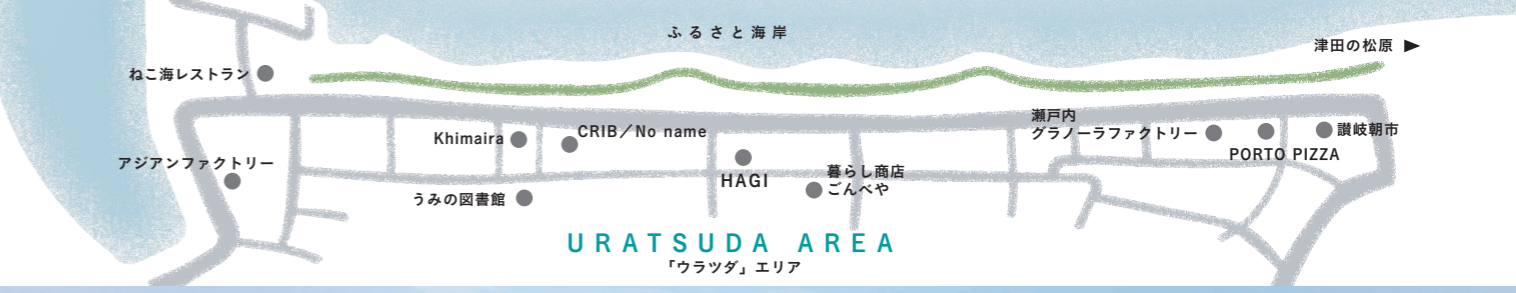 ふるさと海岸
津田の松原 ▶
ねこ海レストラン
瀬戸内
グラノーラファクトリー
讃岐朝市
CRIB／No name
Khimaira
PORTO PIZZA
アジアンファクトリー
HAGI
暮らし商店
ごんべや
うみの図書館
URATSUDA AREA
「ウラツダ」エリア